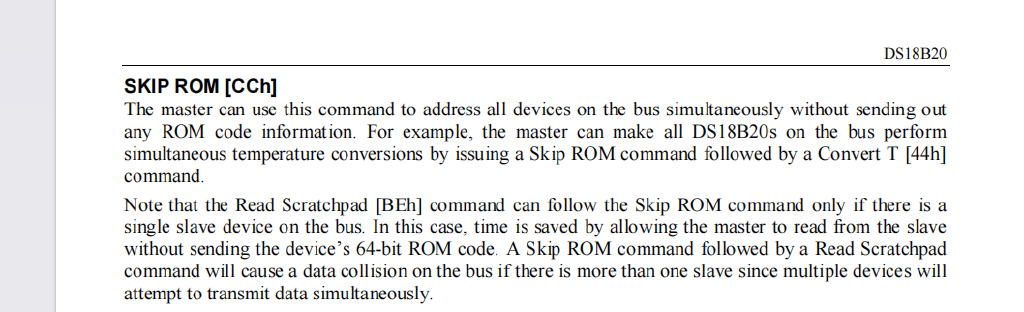 DS18B20
SKIP ROM [CCh]
The master can use this command to address all devices on the bus simultaneously without sending out
any ROM code information. For example, the master can make all DS18B20s on the bus perform
simultaneous temperature conversions by issuing a Skip ROM command followed by a Convert T [44h]
command.
Note that the Read Scratchpad [BEh] command can follow the Skip ROM command only if there is a
single slave device on the bus. In this case, time is saved by allowing the master to read from the slave
without sending the device’s 64-bit ROM code. A Skip ROM command followed by a Read Scratchpad
command will cause a data collision on the bus if there is more than one slave since multiple devices will
attempt to transmit data simultaneously.